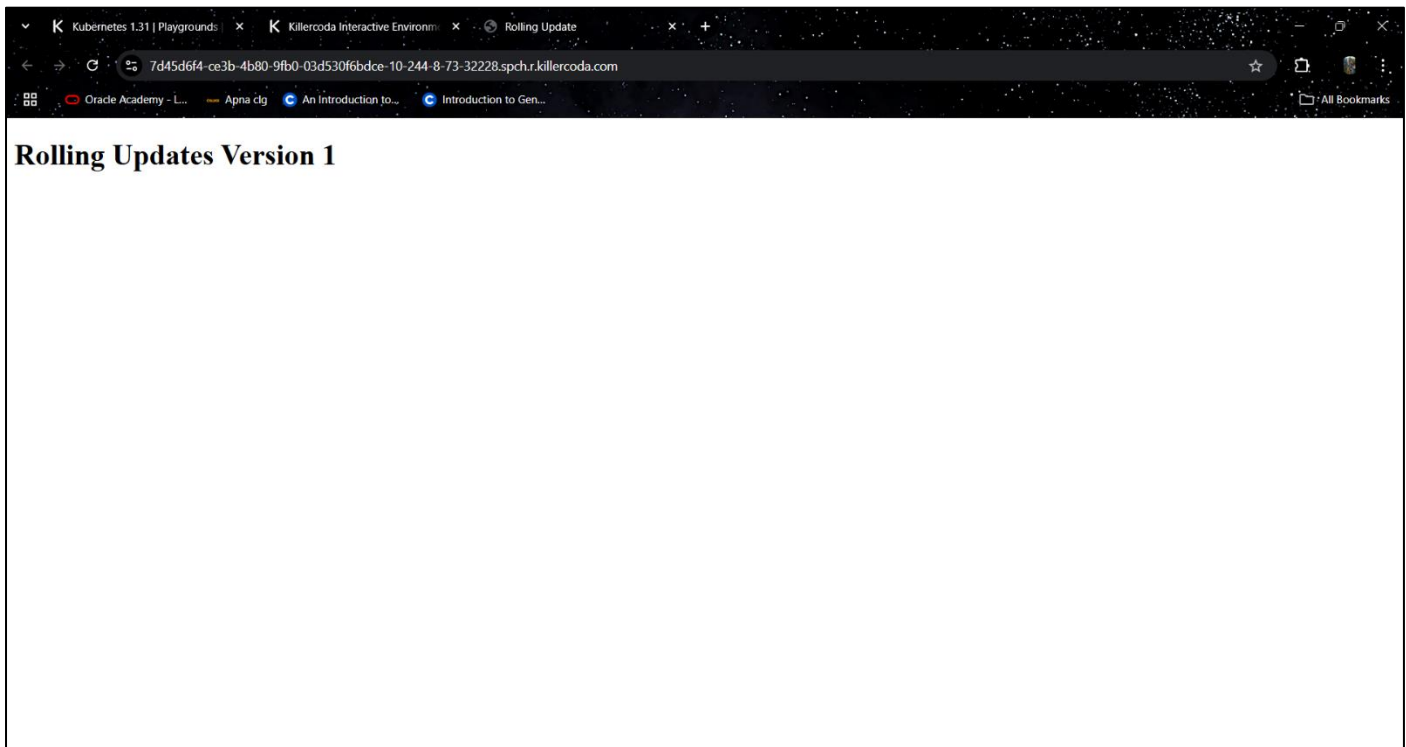 Kubernetes 1.31 | Playgrounds
Killercoda Interactive Environm
Rolling Update
7d45d6f4-ce3b-4b80-9fb0-03d530f6bdce-10-244-8-73-32228.spch.r.killercoda.com
Oracle Academy - L...
Apna clg
An Introduction to...
Introduction to Gen...
All Bookmarks
Rolling Updates Version 1